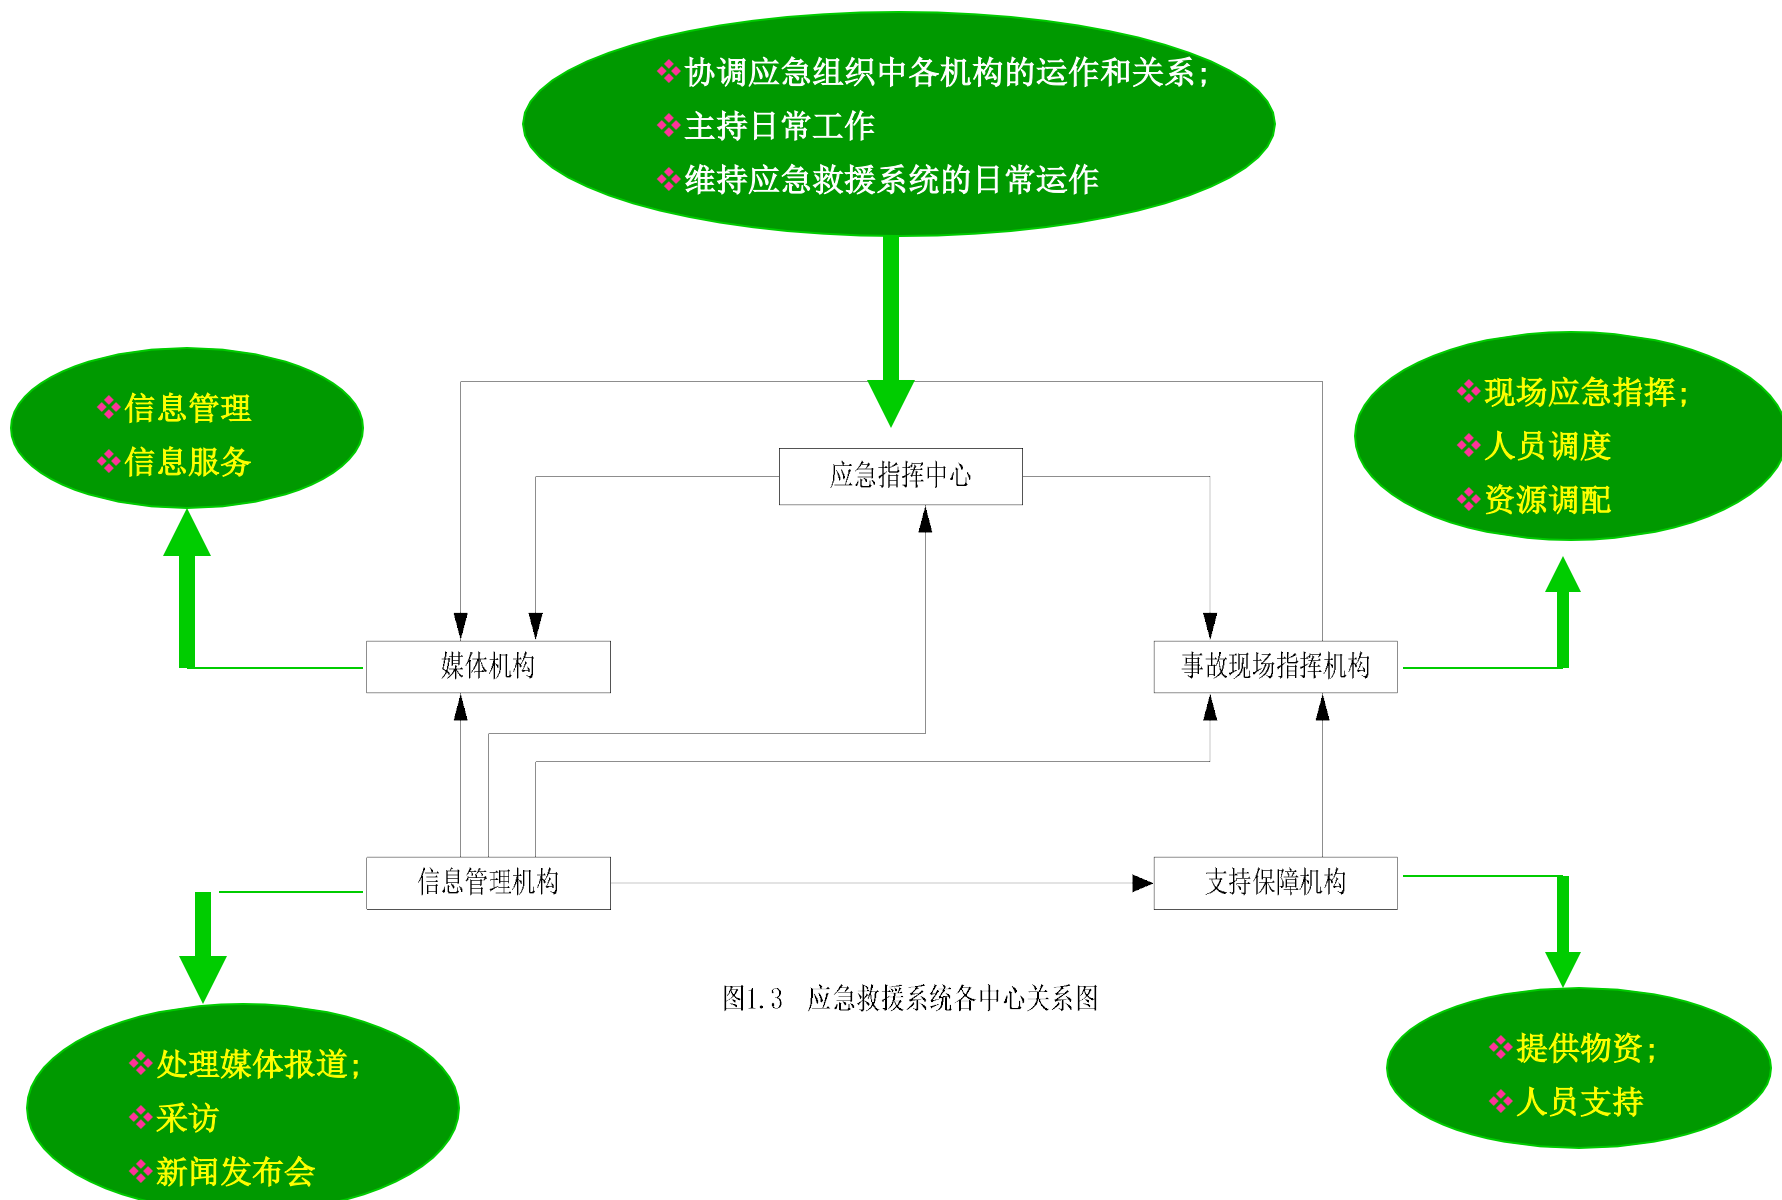 ❖协调应急组织中各机构的运作和关系；
❖主持日常工作
❖维持应急救援系统的日常运作
❖信息管理
❖信息服务
❖现场应急指挥；
❖人员调度
❖资源调配
应急指挥中心
媒体机构
事故现场指挥机构
信息管理机构
支持保障机构
图1.3 应急救援系统各中心关系图
❖处理媒体报道；
❖采访
❖新闻发布会
❖提供物资；
❖人员支持